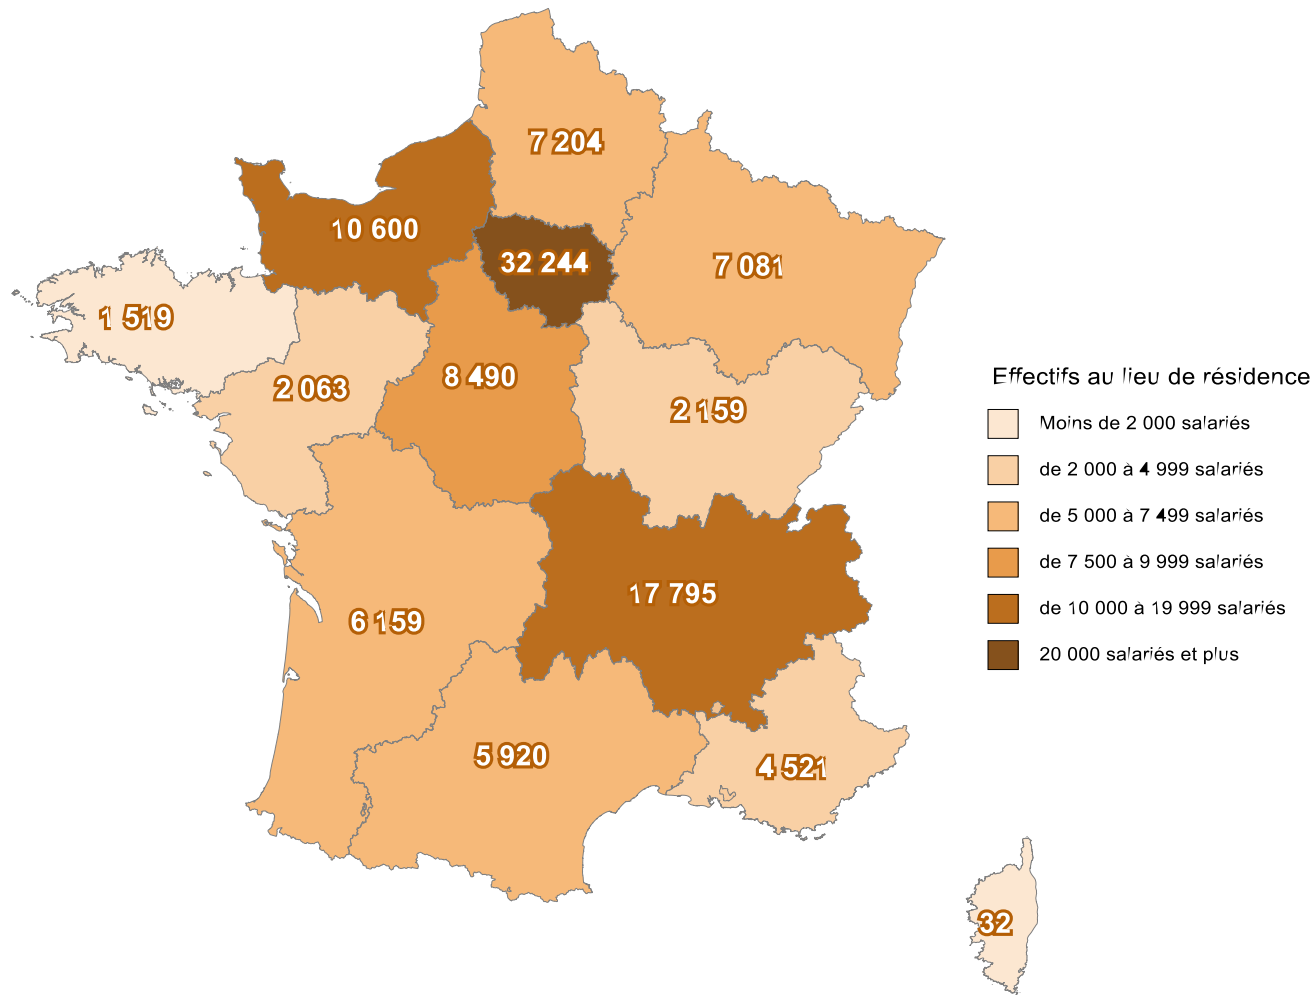 7 204
10 600
32 244
7 081
1 519
2 063
8 490
2 159
17 795
6 159
5 920
4 521
32
Effectifs au lieu de résidence
Moins de 2 000 salariés
de 2 000 à 4 999 salariés
de 5 000 à 7 499 salariés
de 7 500 à 9 999 salariés
de 10 000 à 19 999 salariés
20 000 salariés et plus